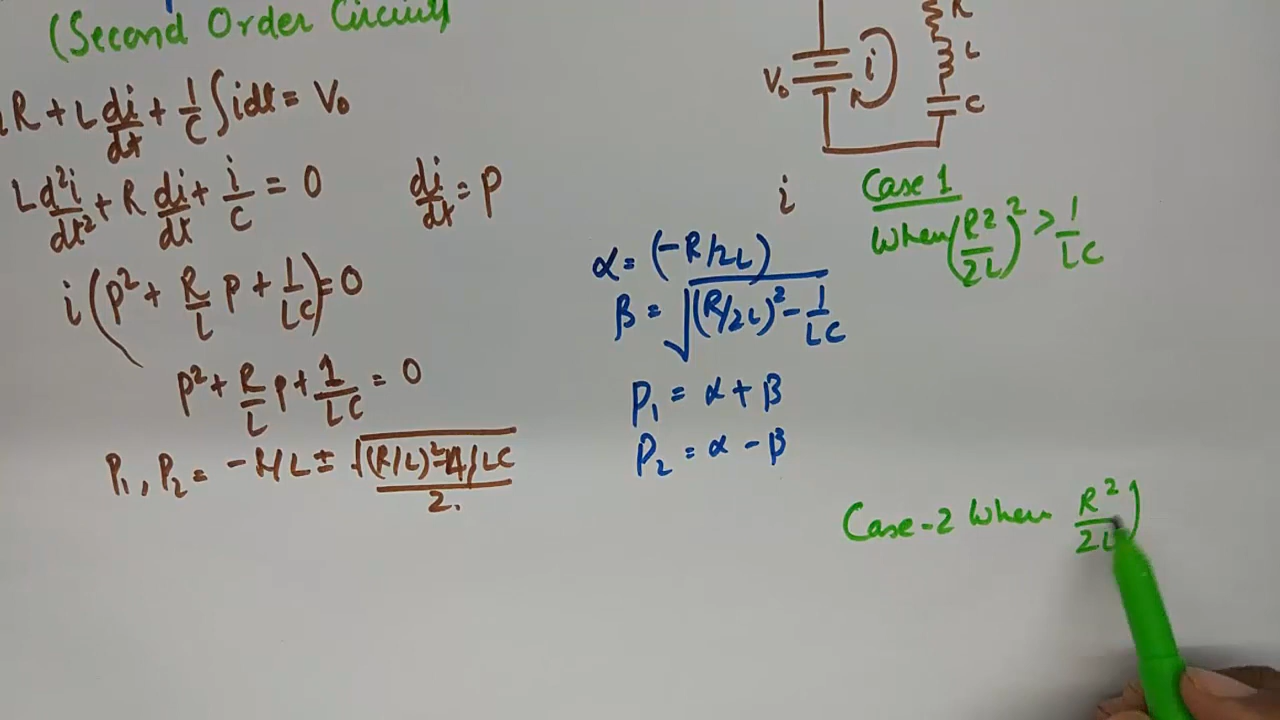 (Second Order Circuit)
iR + L di/dt + 1/C ∫ idt = V₀
L d²i/dt² + R di/dt + i/C = 0
di/dt = p
i (p² + R/L p + 1/LC) = 0
p² + R/L p + 1/LC = 0
P₁, P₂ = -R/L ± √(R/L)² - 4/LC / 2.
i
α = (-R/2L)
β = √(R/2L)² - 1/LC
P₁ = α + β
P₂ = α - β
V₀
i
R
L
C
Case 1
When (R2/2L)² > 1/LC
Case-2 When R²/2L)